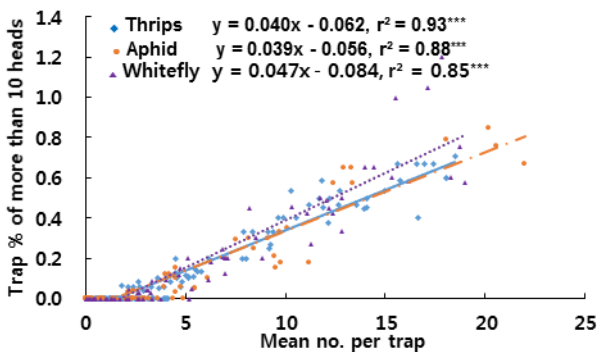 Thrips y = 0.040x - 0.062, r² = 0.93***
Aphid y = 0.039x - 0.056, r² = 0.88***
Whitefly y = 0.047x - 0.084, r² = 0.85***
1.4
1.2
1.0
0.8
0.6
0.4
0.2
0.0
Trap % of more than 10 heads
0 5 10 15 20 25
Mean no. per trap